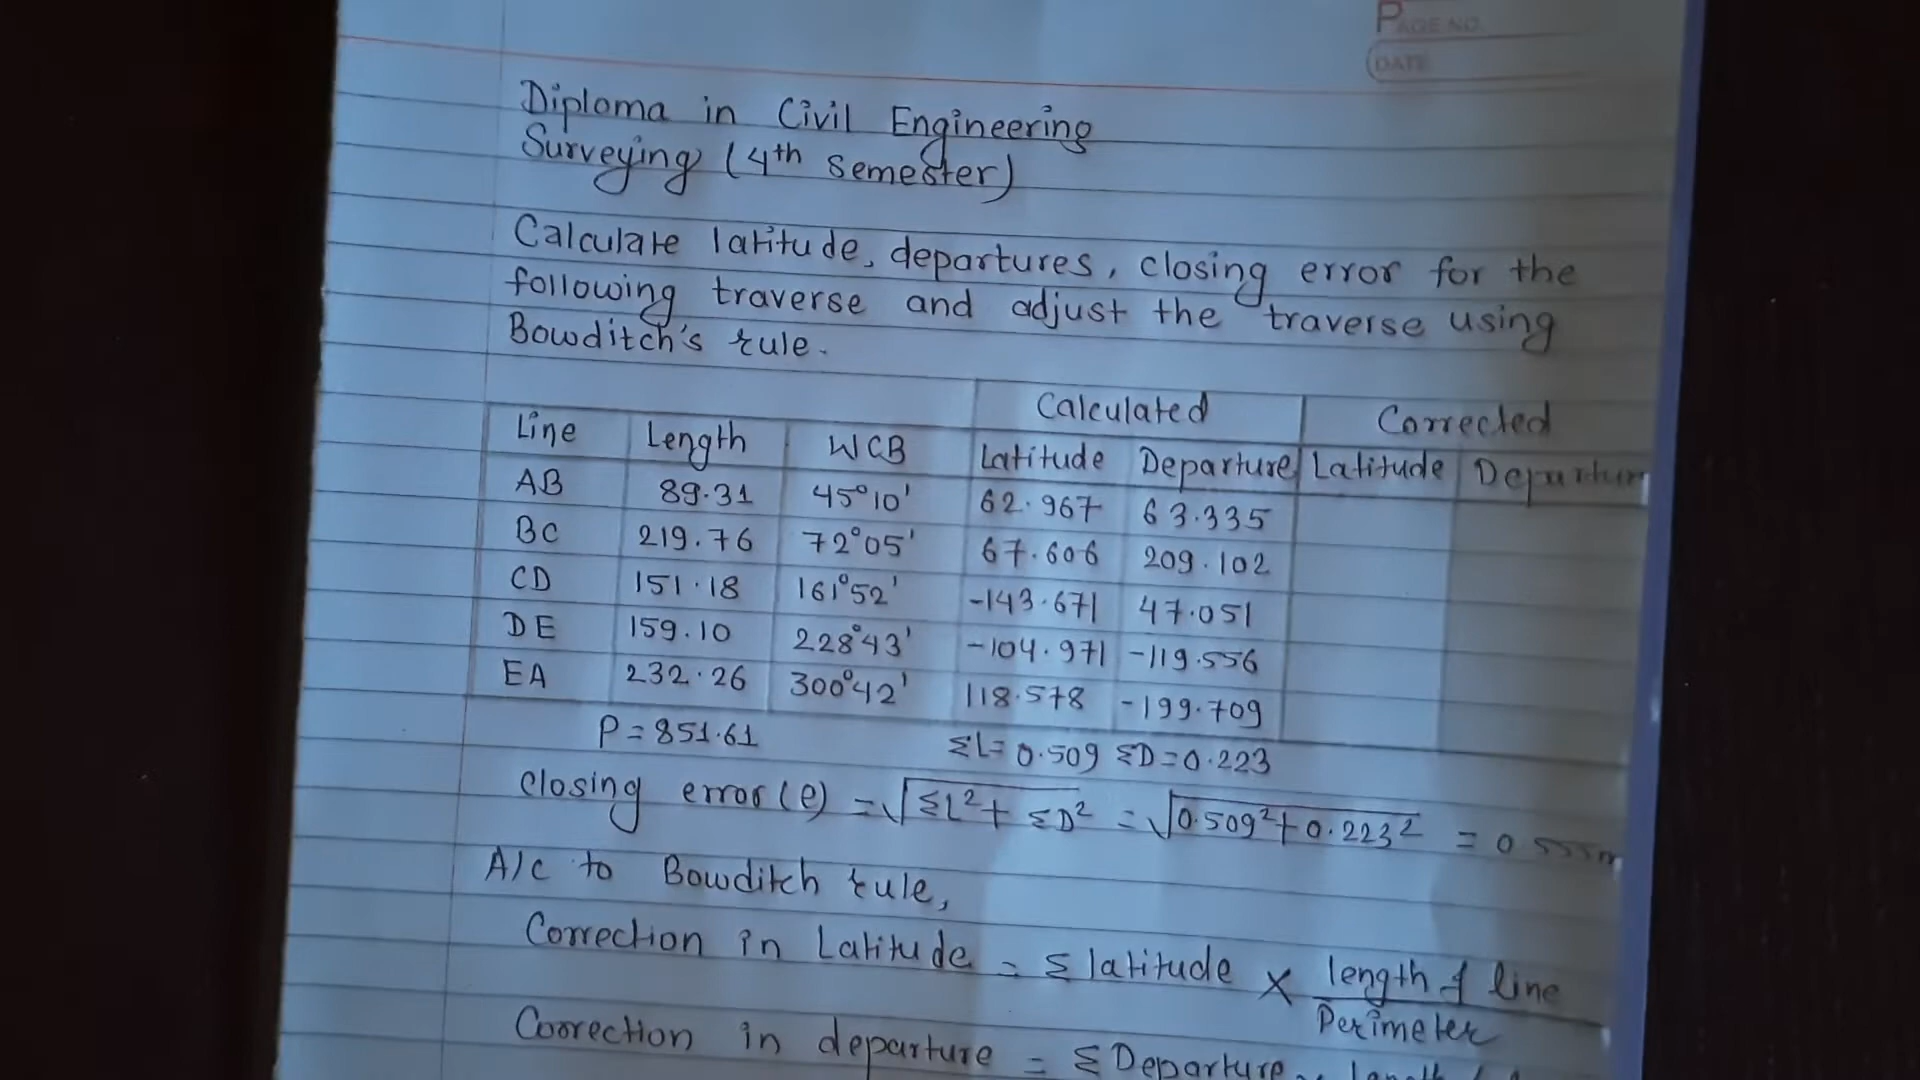 PAGE NO.
DATE
Diploma in Civil Engineering
Surveying (4th semester)
Calculate latitude, departures, closing error for the
following traverse and adjust the traverse using
Bowditch's rule.
Calculated Corrected
Line Length WCB Latitude Departure Latitude Departure
AB 89.31 45°10' 62.967 63.335
BC 219.76 72°05' 67.606 209.102
CD 151.18 161°52' -143.671 47.051
DE 159.10 228°43' -104.971 -119.556
EA 232.26 300°42' 118.578 -199.709
P=851.61 ΣL=0.509 ΣD=0.223
closing error(e) = √ΣL²+ΣD² = √0.509²+0.223² = 0.555m
A/c to Bowditch rule,
Correction in Latitude = Σlatitude × length of line
Perimeter
Correction in departure = ΣDeparture